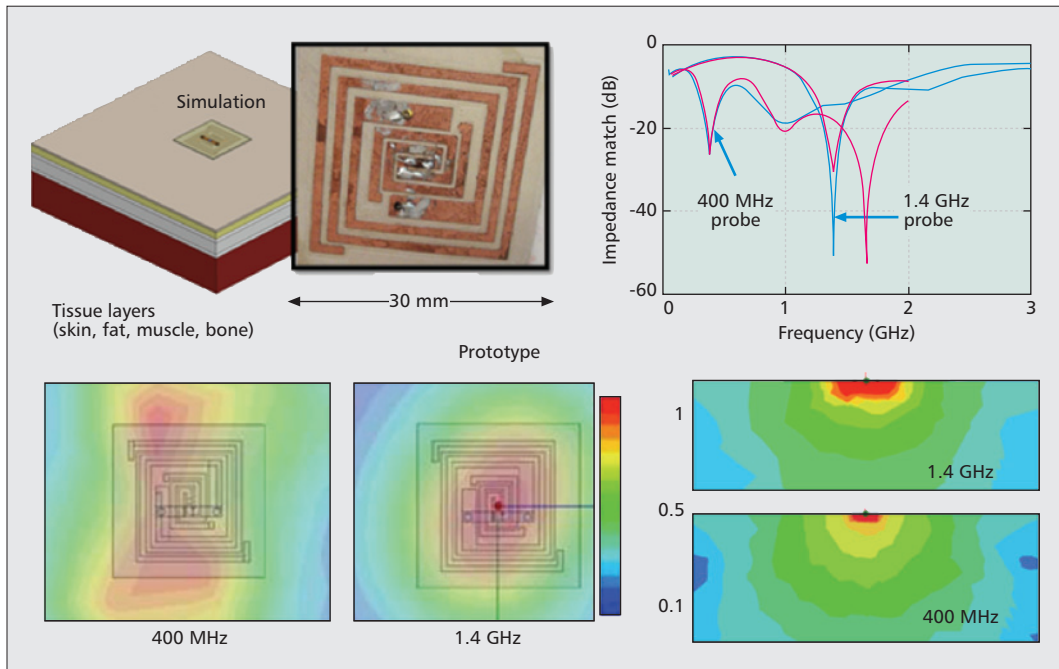 Simulation
Tissue layers
(skin, fat, muscle, bone)
30 mm
Prototype
Impedance match (dB)
0
-20
-40
-60
400 MHz
probe
1.4 GHz
probe
0
1
2
3
Frequency (GHz)
400 MHz
1.4 GHz
1
0.5
0.1
1.4 GHz
400 MHz